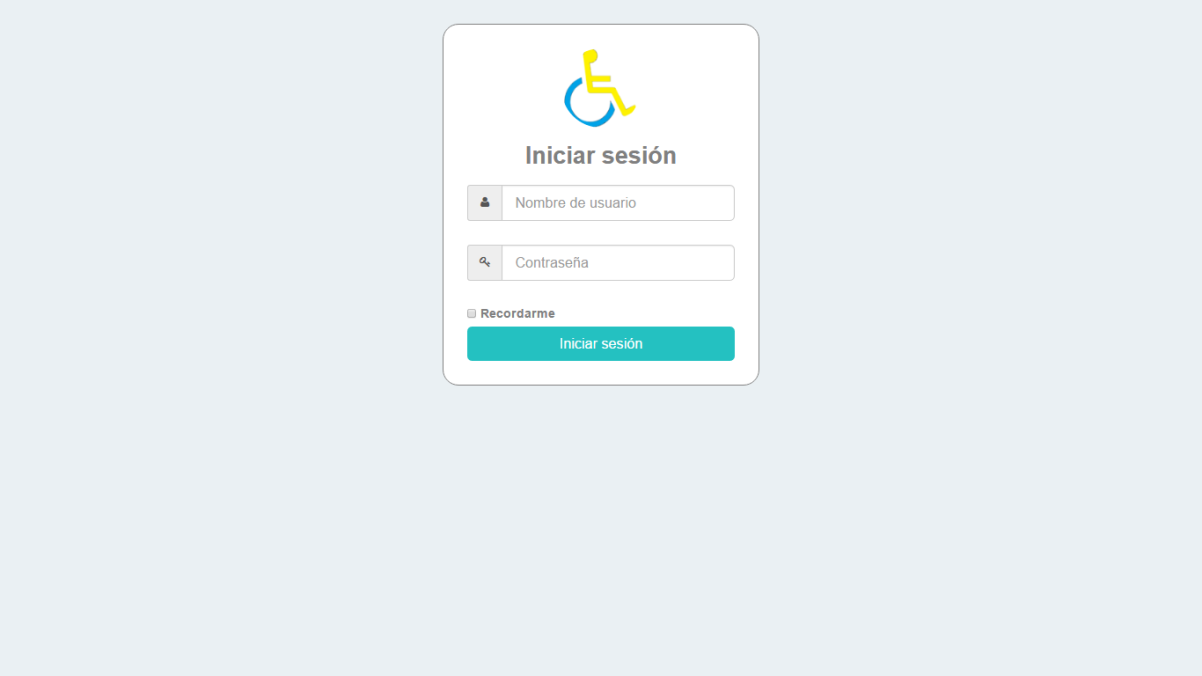 Iniciar sesión
Nombre de usuario
Contraseña
Recordarme
Iniciar sesión